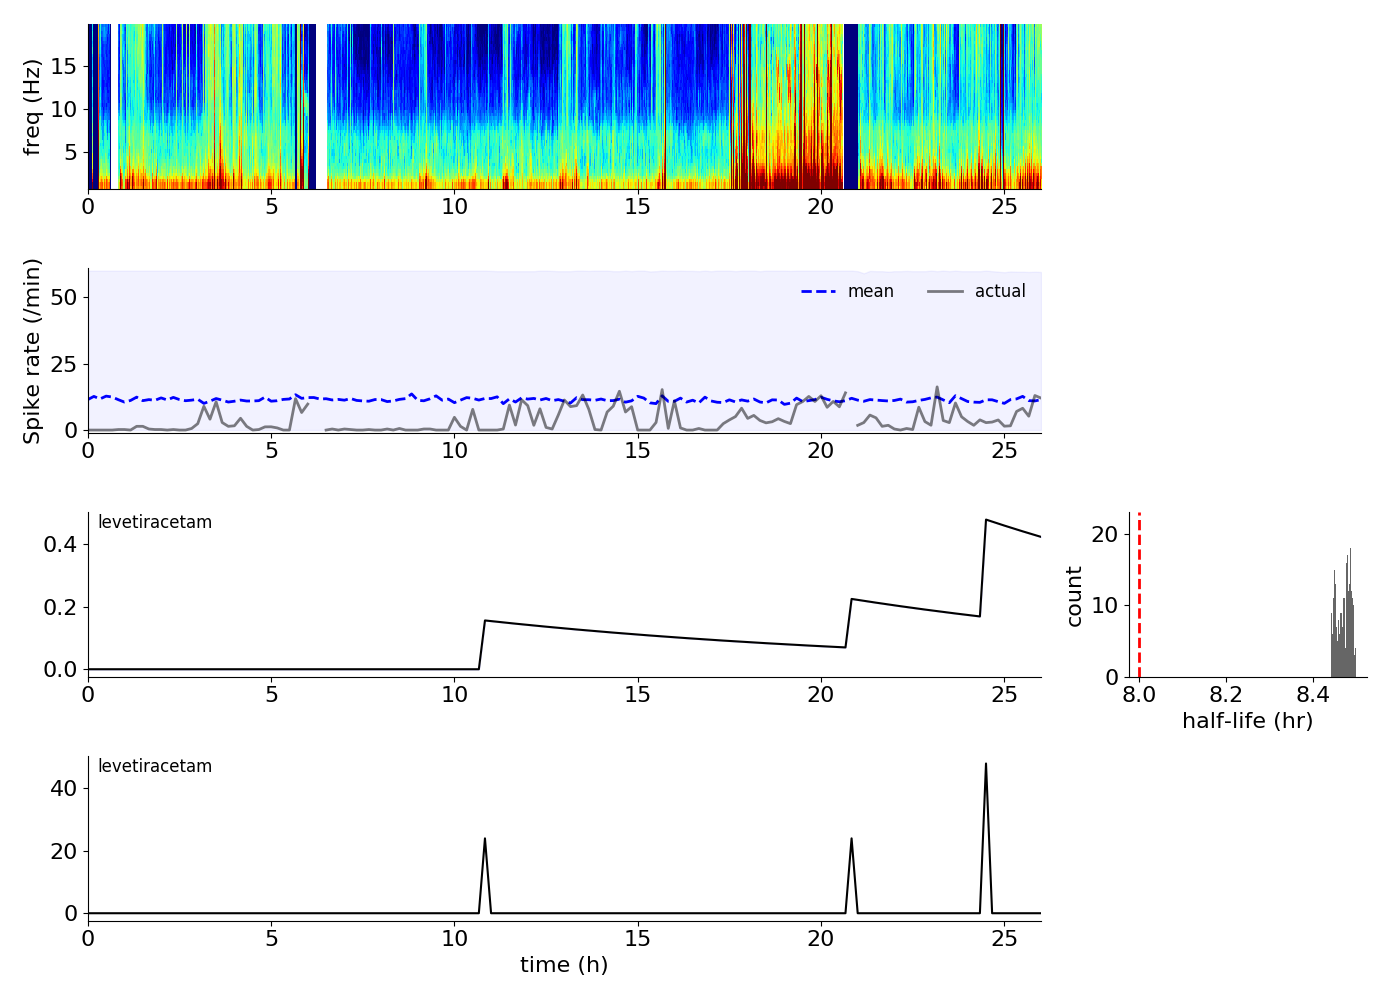 freq (Hz)
15
10
5
0 5 10 15 20 25
Spike rate (/min)
50
25
0
mean actual
0 5 10 15 20 25
levetiracetam
0.4
0.2
0.0
0 5 10 15 20 25
count
20
10
0
8.0 8.2 8.4
half-life (hr)
levetiracetam
40
20
0
0 5 10 15 20 25
time (h)